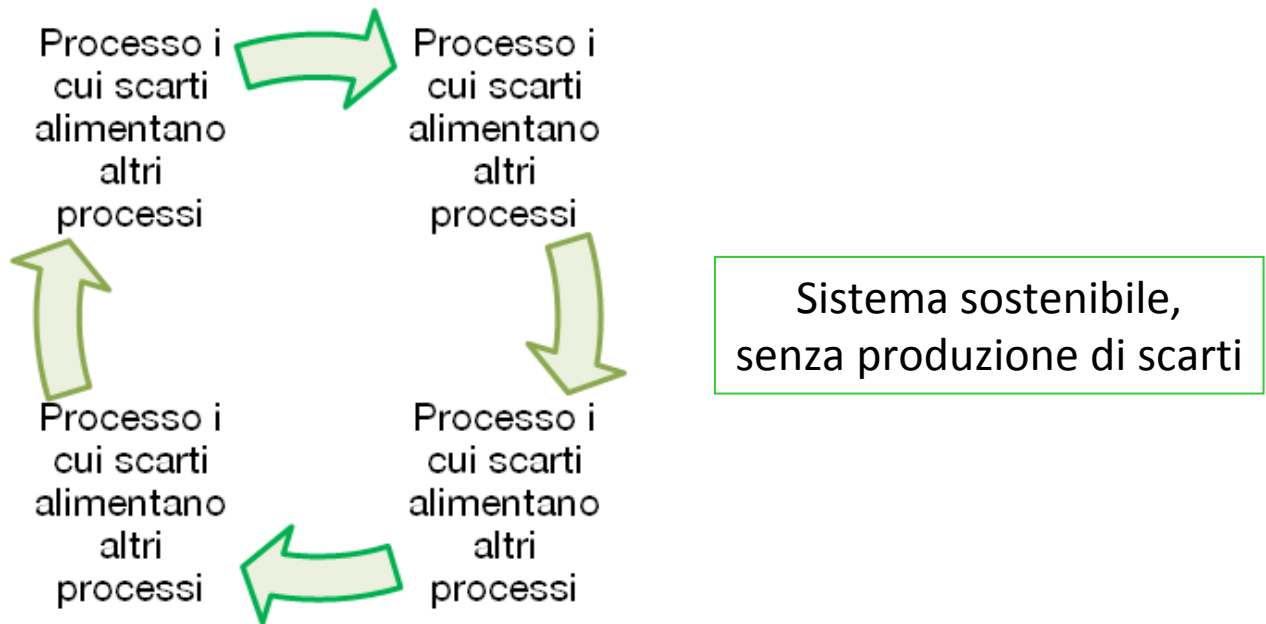 Processo i
cui scarti
alimentano
altri
processi
Processo i
cui scarti
alimentano
altri
processi
Sistema sostenibile,
senza produzione di scarti
Processo i
cui scarti
alimentano
altri
processi
Processo i
cui scarti
alimentano
altri
processi